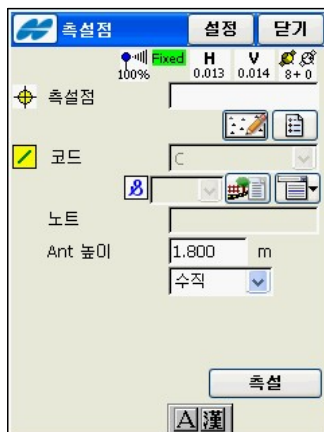 측설점 설정 닫기
Fixed H V
100% 0.013 0.014 8+0
측설점
코드 C
노트
Ant 높이 1.800 m
수직
측설
A 漢